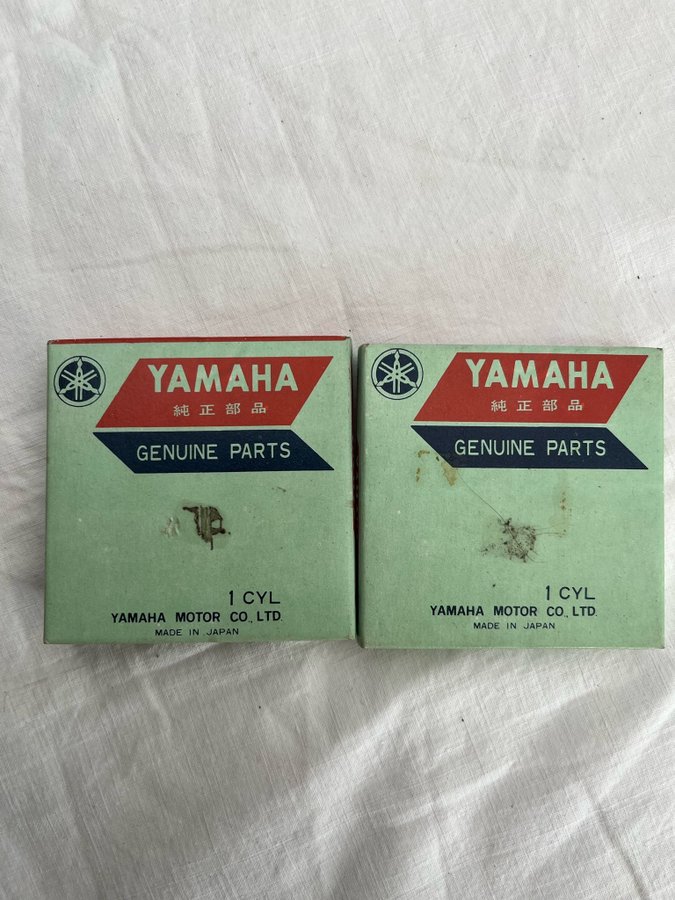 YAMAHA
純正部品
GENUINE PARTS
1 CYL
YAMAHA MOTOR CO., LTD.
MADE IN JAPAN
YAMAHA
純正部品
GENUINE PARTS
1 CYL
YAMAHA MOTOR CO., LTD.
MADE IN JAPAN